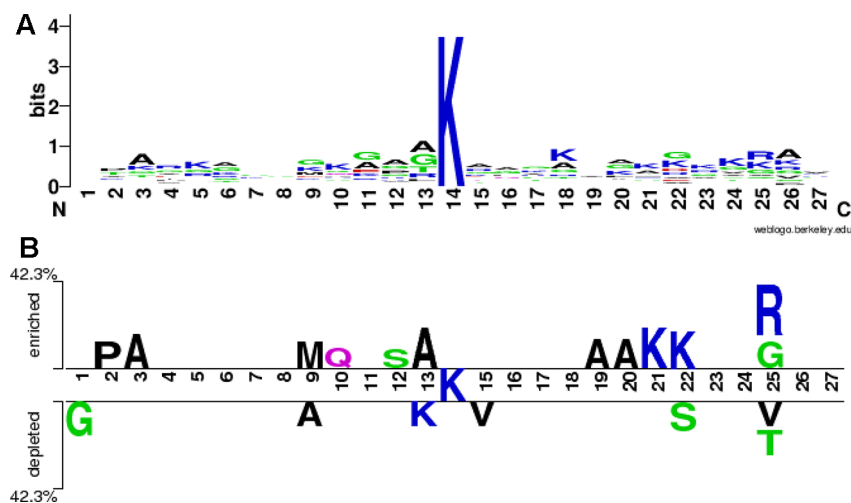 A
4
3
2
1
0
bits
K
A
A
K
A
G
K
G
A
A
G
K
G
K
R
A
1 2 3 4 5 6 7 8 9 10 11 12 13 14 15 16 17 18 19 20 21 22 23 24 25 26 27
N C
weblogo.berkeley.edu
B
42.3%
enriched
R
P A M Q S A A A K K G
1 2 3 4 5 6 7 8 9 10 11 12 13 K 15 16 17 18 19 20 21 22 23 24 25 26 27
G A K V S V
T
depleted
42.3%